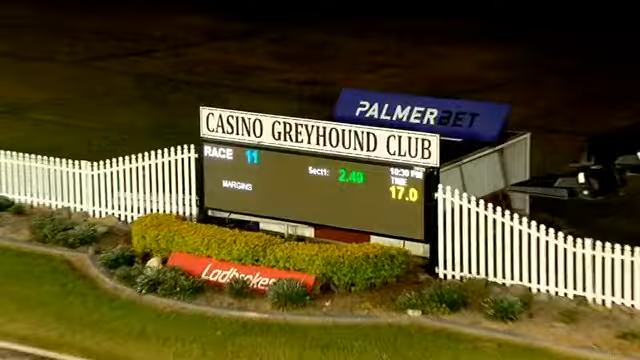 PALMERBET
CASINO GREYHOUND CLUB
RACE 11
Sect1: 2.49
10:30 PM
TIME
17.0
MARGINS
Ladbrokes